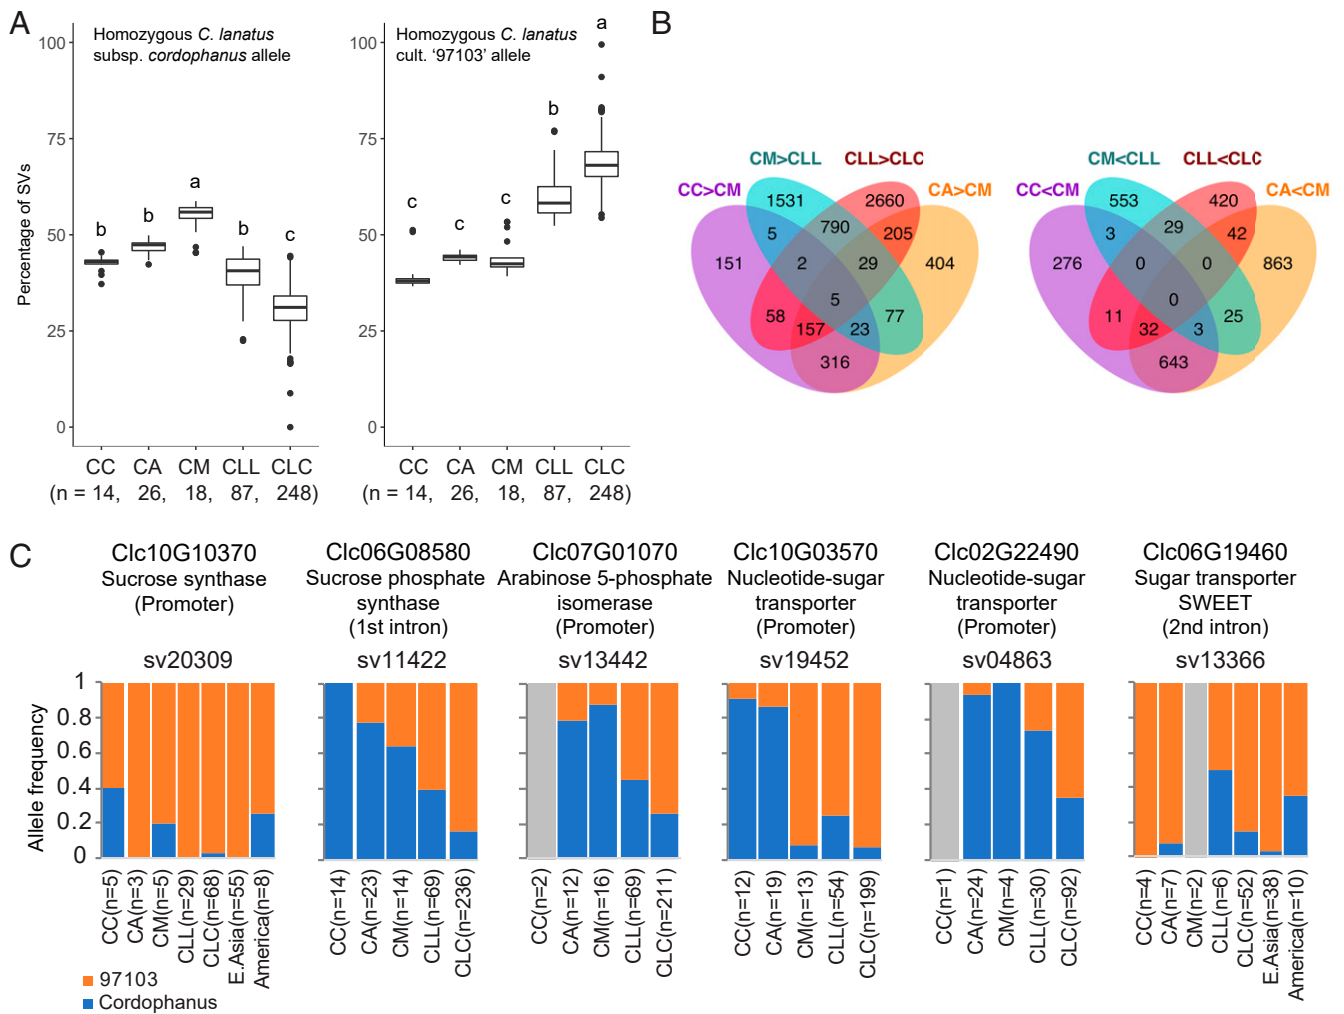 A
Homozygous C. lanatus
subsp. cordophanus allele
Homozygous C. lanatus
cult. ‘97103’ allele
Percentage of SVs
100
75
50
25
0
b
b
a
b
c
100
75
50
25
0
c
c
c
b
a
CC CA CM CLL CLC
(n = 14, 26, 18, 87, 248)
CC CA CM CLL CLC
(n = 14, 26, 18, 87, 248)
B
CM>CLL CLL>CLC
CC>CM CA>CM
1531 2660
5 790 205
151 2 29 404
5
58 157 23 77
316
CM<CLL CLL<CLC
CC<CM CA<CM
553 420
3 29 42
276 0 0 863
0
11 32 3 25
643
C
Clc10G10370
Sucrose synthase
(Promoter)
sv20309
Clc06G08580
Sucrose phosphate
synthase
(1st intron)
sv11422
Clc07G01070
Arabinose 5-phosphate
isomerase
(Promoter)
sv13442
Clc10G03570
Nucleotide-sugar
transporter
(Promoter)
sv19452
Clc02G22490
Nucleotide-sugar
transporter
(Promoter)
sv04863
Clc06G19460
Sugar transporter
SWEET
(2nd intron)
sv13366
Allele frequency
1
0.8
0.6
0.4
0.2
0
CC(n=5)
CA(n=3)
CM(n=5)
CLL(n=29)
CLC(n=68)
E.Asia(n=55)
America(n=8)
CC(n=14)
CA(n=23)
CM(n=14)
CLL(n=69)
CLC(n=236)
CC(n=2)
CA(n=12)
CM(n=16)
CLL(n=69)
CLC(n=211)
CC(n=12)
CA(n=19)
CM(n=13)
CLL(n=54)
CLC(n=199)
CC(n=1)
CA(n=24)
CM(n=4)
CLL(n=30)
CLC(n=92)
CC(n=4)
CA(n=7)
CM(n=2)
CLL(n=6)
CLC(n=52)
E.Asia(n=38)
America(n=10)
97103
Cordophanus